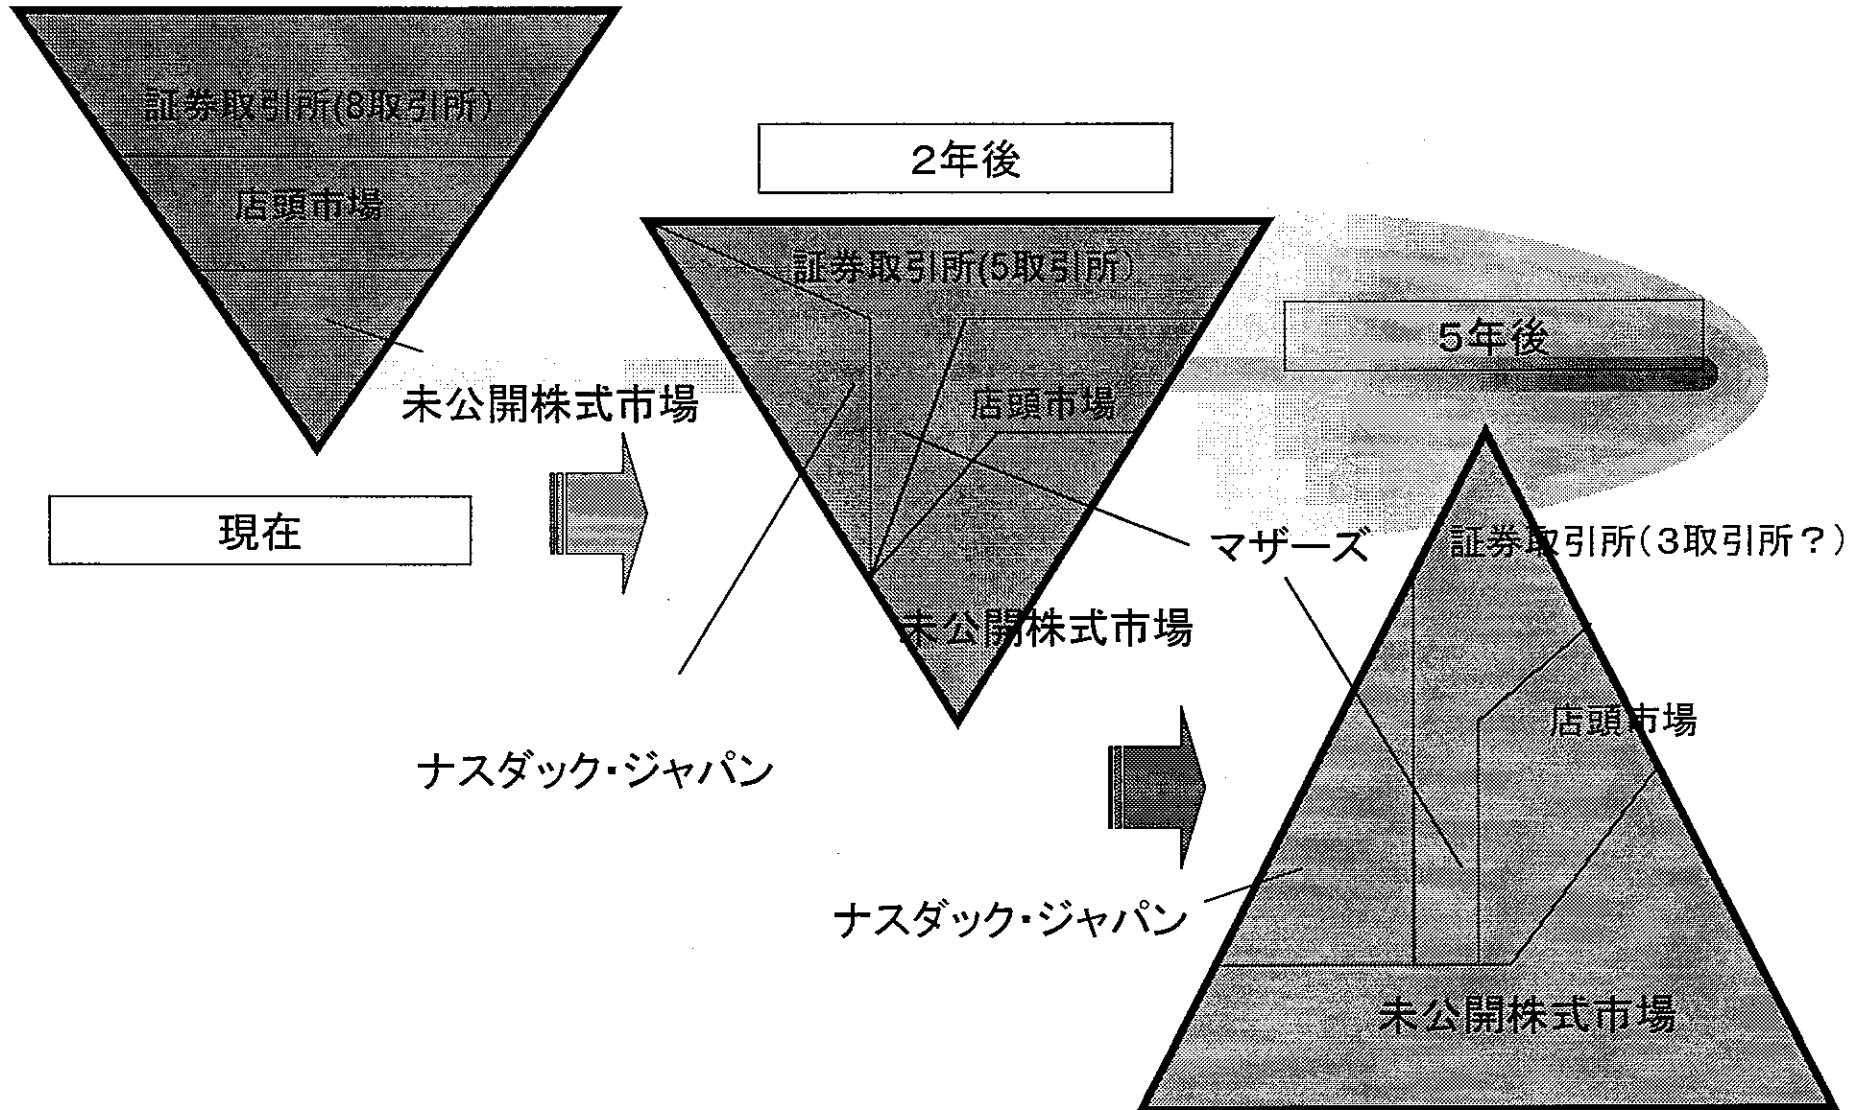 証券取引所(8取引所)
店頭市場
未公開株式市場
現在
2年後
証券取引所(5取引所)
店頭市場
マザーズ
未公開株式市場
ナスダック・ジャパン
5年後
証券取引所(3取引所？)
店頭市場
ナスダック・ジャパン
未公開株式市場